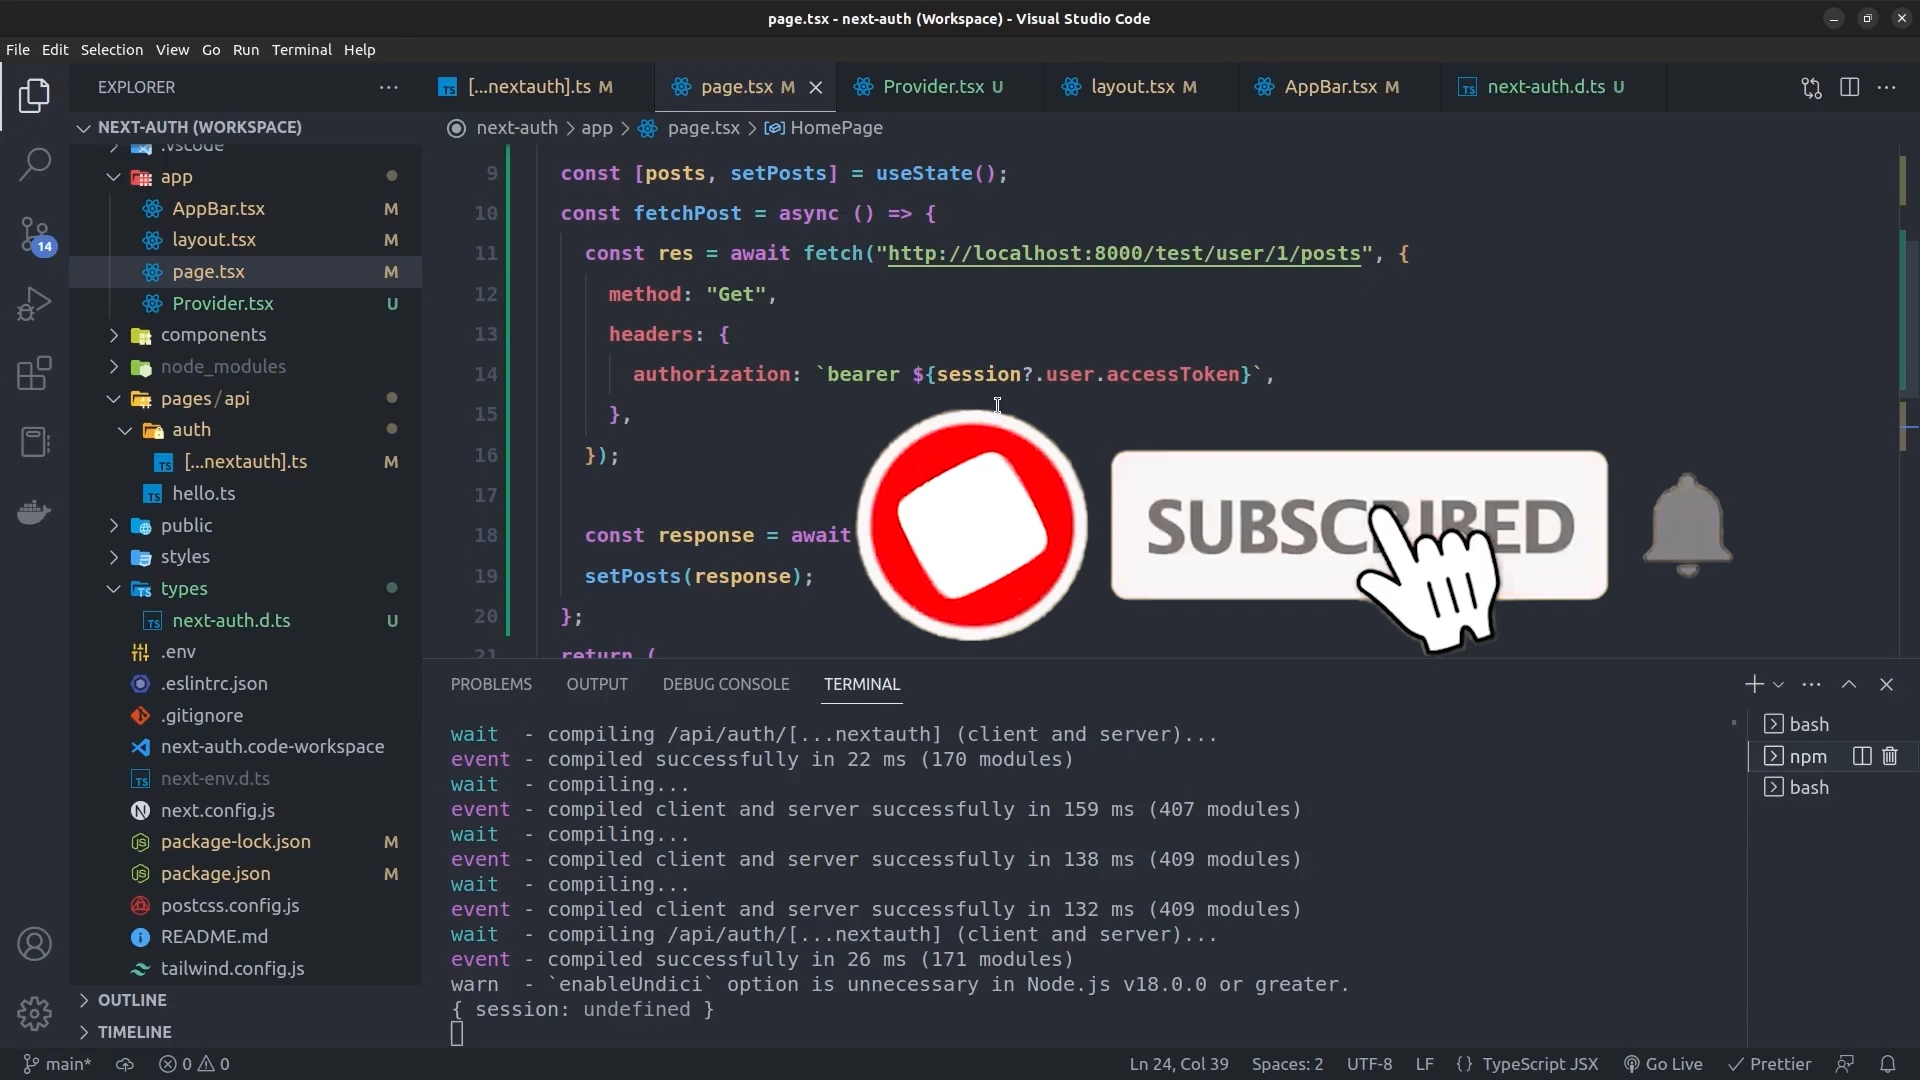 page.tsx - next-auth (Workspace) - Visual Studio Code
File Edit Selection View Go Run Terminal Help
EXPLORER
[...nextauth].ts M
page.tsx M
Provider.tsx U
layout.tsx M
AppBar.tsx M
next-auth.d.ts U
next-auth > app > page.tsx > HomePage
NEXT-AUTH (WORKSPACE)
.vscode
app
AppBar.tsx M
layout.tsx M
page.tsx M
Provider.tsx U
components
node_modules
pages / api
auth
[...nextauth].ts M
hello.ts
public
styles
types
next-auth.d.ts U
.env
.eslintrc.json
.gitignore
next-auth.code-workspace
next-env.d.ts
next.config.js
package-lock.json M
package.json M
postcss.config.js
README.md
tailwind.config.js
OUTLINE
TIMELINE
14
9 const [posts, setPosts] = useState();
10 const fetchPost = async () => {
11 const res = await fetch("http://localhost:8000/test/user/1/posts", {
12 method: "Get",
13 headers: {
14 authorization: `bearer ${session?.user.accessToken}`,
15 },
16 });
17
18 const response = await
19 setPosts(response);
20 };
21 return (
SUBSCRIBED
PROBLEMS OUTPUT DEBUG CONSOLE TERMINAL
wait - compiling /api/auth/[...nextauth] (client and server)...
event - compiled successfully in 22 ms (170 modules)
wait - compiling...
event - compiled client and server successfully in 159 ms (407 modules)
wait - compiling...
event - compiled client and server successfully in 138 ms (409 modules)
wait - compiling...
event - compiled client and server successfully in 132 ms (409 modules)
wait - compiling /api/auth/[...nextauth] (client and server)...
event - compiled successfully in 26 ms (171 modules)
warn - `enableUndici` option is unnecessary in Node.js v18.0.0 or greater.
{ session: undefined }
bash
npm
bash
main* 0 0 Ln 24, Col 39 Spaces: 2 UTF-8 LF {} TypeScript JSX Go Live Prettier